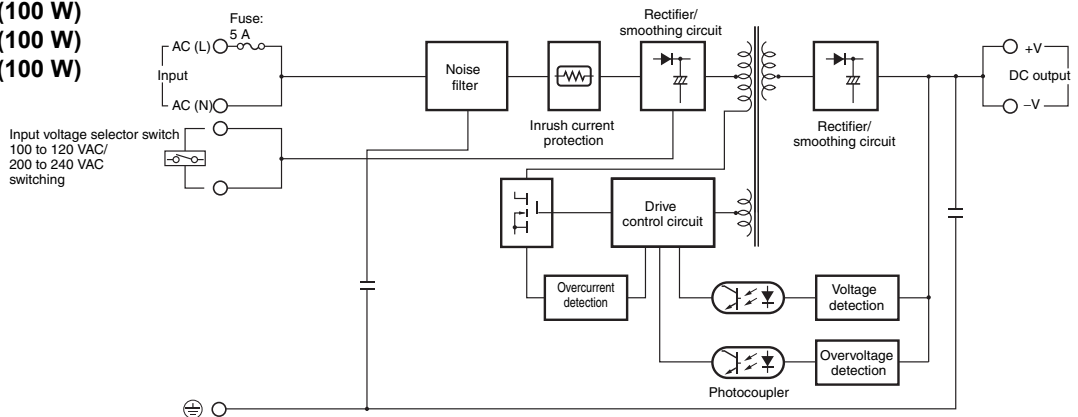 (100 W)
(100 W)
(100 W)
Fuse:
5 A
AC (L)
Input
AC (N)
Input voltage selector switch
100 to 120 VAC/
200 to 240 VAC
switching
Noise
filter
Inrush current
protection
Rectifier/
smoothing circuit
Rectifier/
smoothing circuit
+V
DC output
–V
Drive
control circuit
Overcurrent
detection
Voltage
detection
Overvoltage
detection
Photocoupler